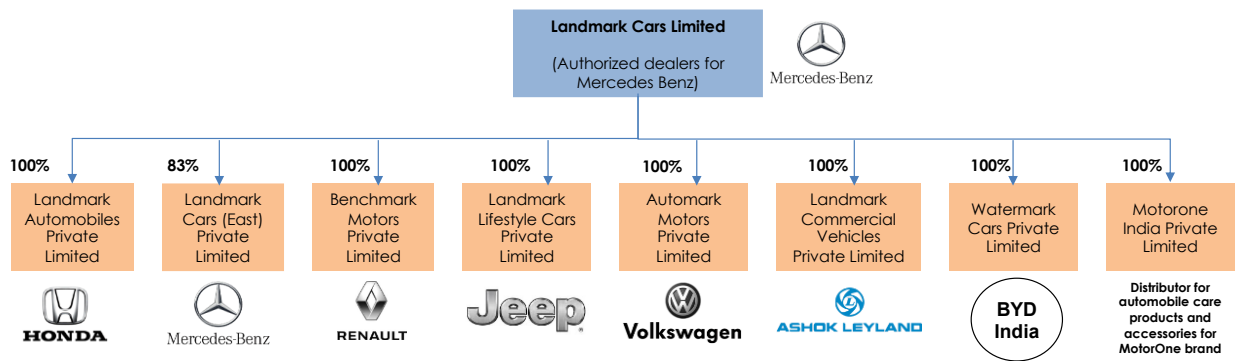 Landmark Cars Limited
(Authorized dealers for
Mercedes Benz)
Mercedes-Benz
100%
83%
100%
100%
100%
100%
100%
100%
Landmark
Automobiles
Private
Limited
Landmark
Cars (East)
Private
Limited
Benchmark
Motors
Private
Limited
Landmark
Lifestyle Cars
Private
Limited
Automark
Motors
Private
Limited
Landmark
Commercial
Vehicles
Private Limited
Watermark
Cars Private
Limited
Motorone
India Private
Limited
HONDA
Mercedes-Benz
RENAULT
Jeep
Volkswagen
ASHOK LEYLAND
BYD
India
Distributor for
automobile care
products and
accessories for
MotorOne brand